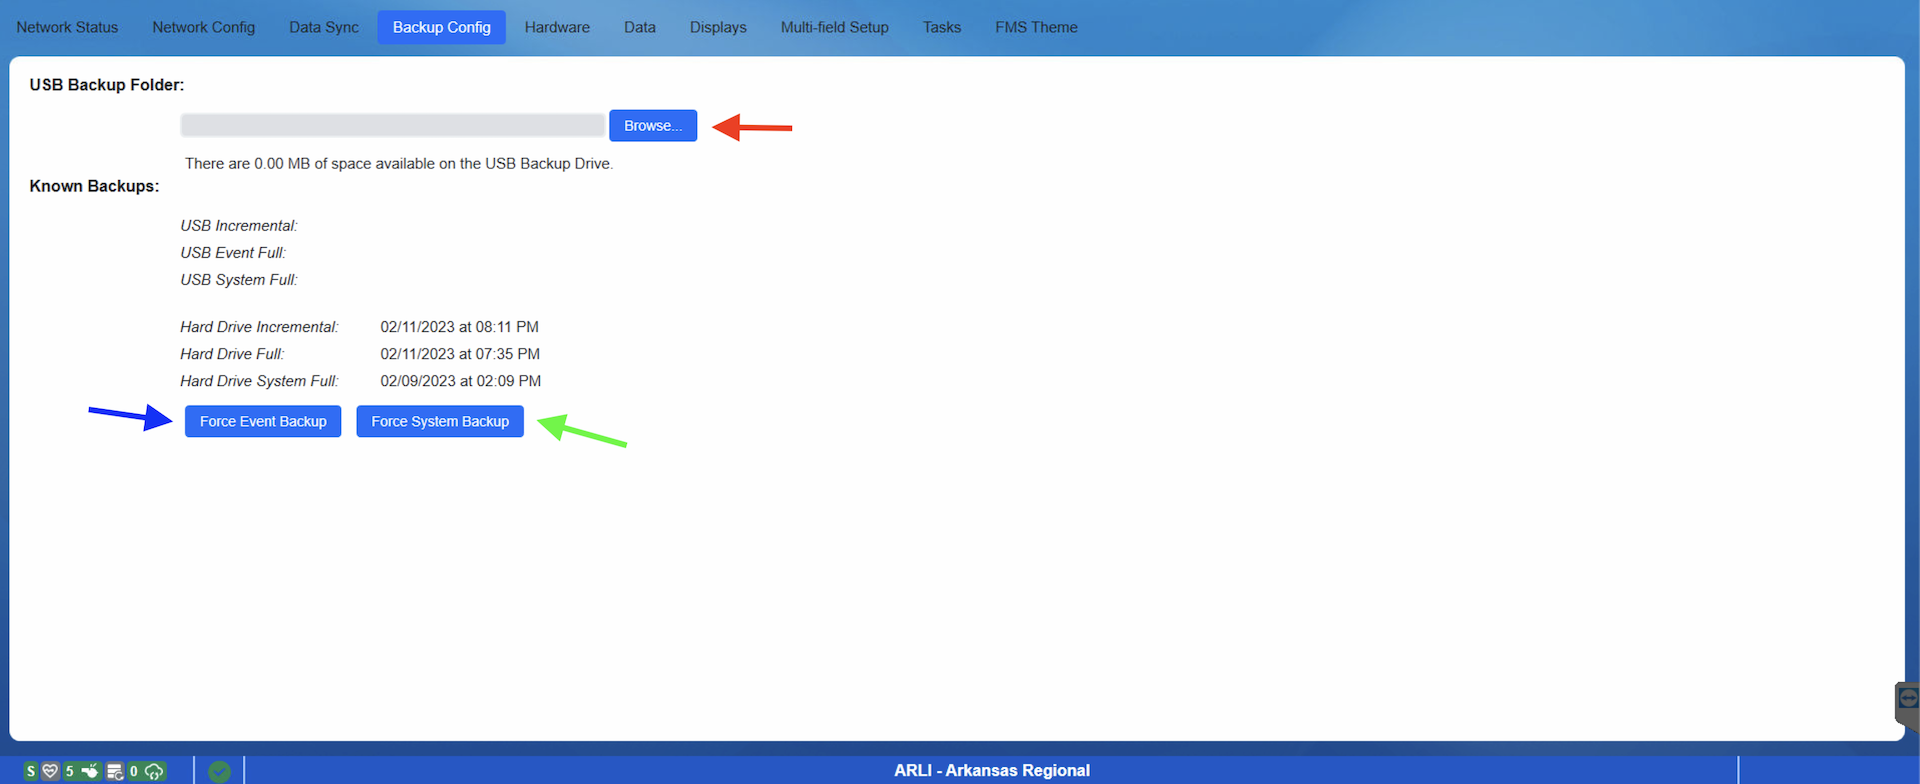 Network Status Network Config Data Sync Backup Config Hardware Data Displays Multi-field Setup Tasks FMS Theme
USB Backup Folder:
Browse...
There are 0.00 MB of space available on the USB Backup Drive.
Known Backups:
USB Incremental:
USB Event Full:
USB System Full:
Hard Drive Incremental: 02/11/2023 at 08:11 PM
Hard Drive Full: 02/11/2023 at 07:35 PM
Hard Drive System Full: 02/09/2023 at 02:09 PM
Force Event Backup Force System Backup
S 5 0 ARLI - Arkansas Regional